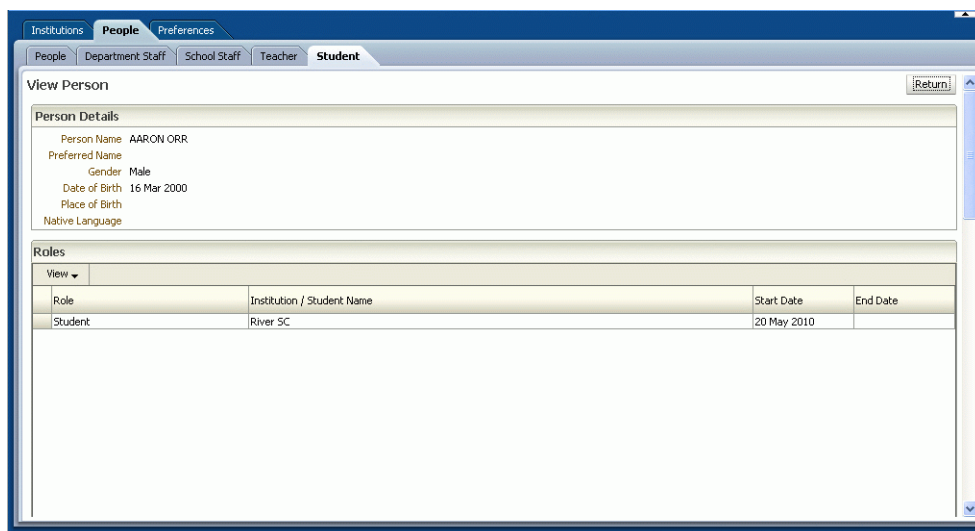 Institutions People Preferences
People Department Staff School Staff Teacher Student
View Person Return
Person Details
Person Name AARON ORR
Preferred Name
Gender Male
Date of Birth 16 Mar 2000
Place of Birth
Native Language
Roles
View
Role Institution / Student Name Start Date End Date
Student River SC 20 May 2010